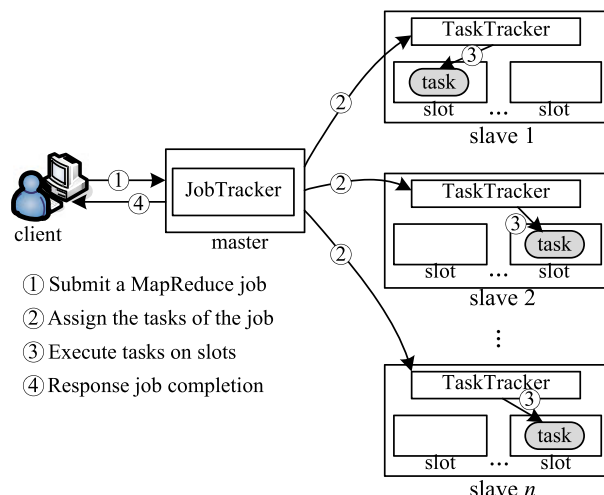 TaskTracker
③
task
slot ... slot
slave 1
②
①
JobTracker
④
client
master
②
TaskTracker
③
task
slot ... slot
slave 2
②
① Submit a MapReduce job
② Assign the tasks of the job
③ Execute tasks on slots
④ Response job completion
⋮
TaskTracker
③
task
slot ... slot
slave n